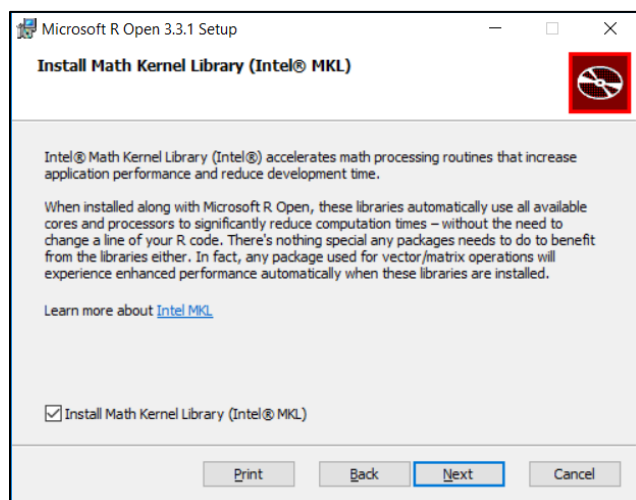 Microsoft R Open 3.3.1 Setup
Install Math Kernel Library (Intel® MKL)
Intel® Math Kernel Library (Intel®) accelerates math processing routines that increase
application performance and reduce development time.
When installed along with Microsoft R Open, these libraries automatically use all available
cores and processors to significantly reduce computation times – without the need to
change a line of your R code. There's nothing special any packages needs to do to benefit
from the libraries either. In fact, any package used for vector/matrix operations will
experience enhanced performance automatically when these libraries are installed.
Learn more about Intel MKL
Install Math Kernel Library (Intel® MKL)
Print Back Next Cancel